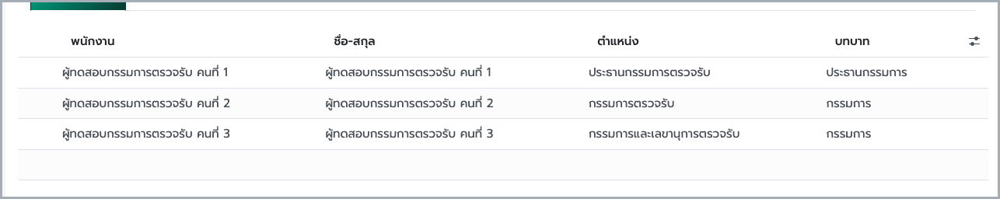 พนักงาน ชื่อ-สกุล ตำแหน่ง บทบาท
ผู้ทดสอบกรรมการตรวจรับ คนที่ 1 ผู้ทดสอบกรรมการตรวจรับ คนที่ 1 ประธานกรรมการตรวจรับ ประธานกรรมการ
ผู้ทดสอบกรรมการตรวจรับ คนที่ 2 ผู้ทดสอบกรรมการตรวจรับ คนที่ 2 กรรมการตรวจรับ กรรมการ
ผู้ทดสอบกรรมการตรวจรับ คนที่ 3 ผู้ทดสอบกรรมการตรวจรับ คนที่ 3 กรรมการและเลขานุการตรวจรับ กรรมการ